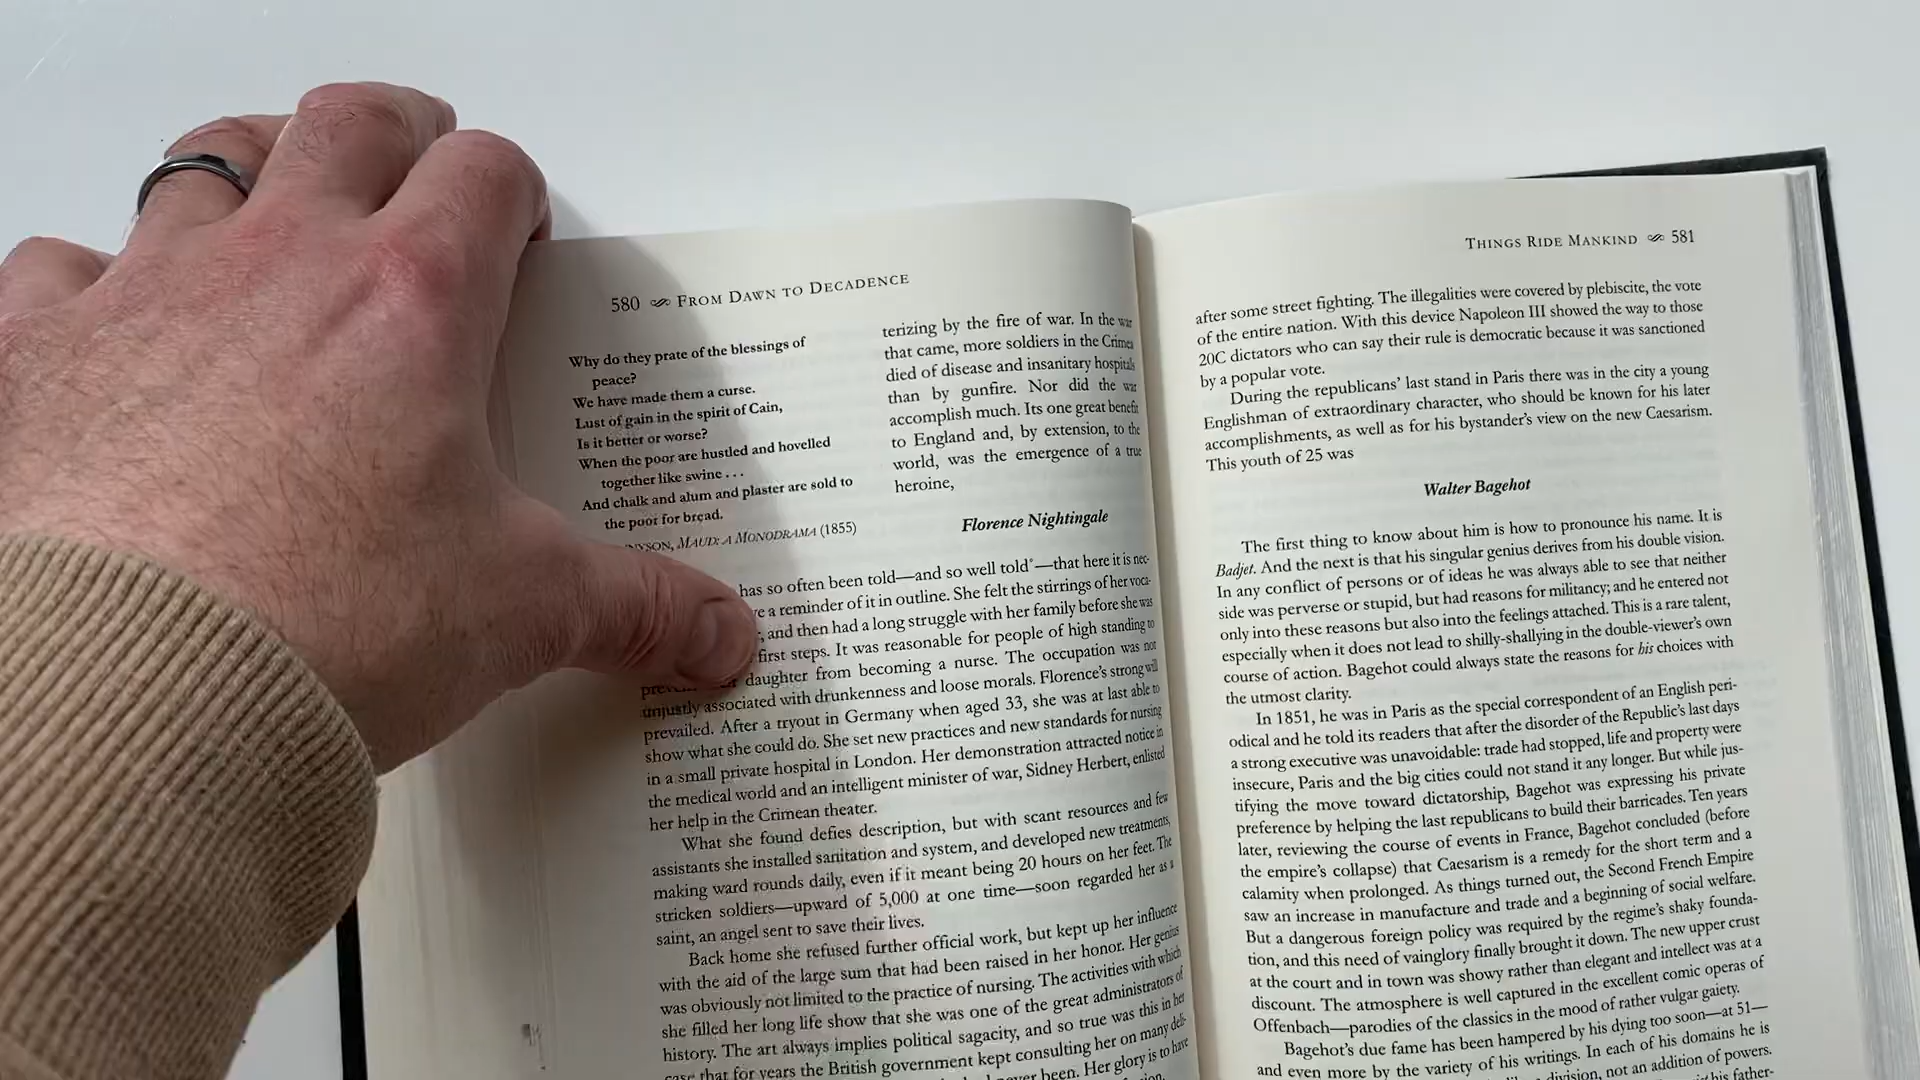 580 FROM DAWN TO DECADENCE
Why do they prate of the blessings of
peace?
We have made them a curse.
Lust of gain in the spirit of Cain,
Is it better or worse?
When the poor are hustled and hovelled
together like swine . . .
And chalk and alum and plaster are sold to
the poor for bread.
MAUD: A MONODRAMA (1855)
terizing by the fire of war. In the war
that came, more soldiers in the Crimea
died of disease and insanitary hospitals
than by gunfire. Nor did the war
accomplish much. Its one great benefit
to England and, by extension, to the
world, was the emergence of a true
heroine,
Florence Nightingale
has so often been told—and so well told°—that here it is nec-
a reminder of it in outline. She felt the stirrings of her voca-
and then had a long struggle with her family before she was
first steps. It was reasonable for people of high standing to
daughter from becoming a nurse. The occupation was not
unjustly associated with drunkenness and loose morals. Florence's strong will
prevailed. After a tryout in Germany when aged 33, she was at last able to
show what she could do. She set new practices and new standards for nursing
in a small private hospital in London. Her demonstration attracted notice in
the medical world and an intelligent minister of war, Sidney Herbert, enlisted
her help in the Crimean theater.
What she found defies description, but with scant resources and few
assistants she installed sanitation and system, and developed new treatments,
making ward rounds daily, even if it meant being 20 hours on her feet. The
stricken soldiers—upward of 5,000 at one time—soon regarded her as a
saint, an angel sent to save their lives.
Back home she refused further official work, but kept up her influence
with the aid of the large sum that had been raised in her honor. Her genius
was obviously not limited to the practice of nursing. The activities with which
she filled her long life show that she was one of the great administrators of
history. The art always implies political sagacity, and so true was this in her
case that for years the British government kept consulting her on many deli-
never been. Her glory is to have
THINGS RIDE MANKIND 581
after some street fighting. The illegalities were covered by plebiscite, the vote
of the entire nation. With this device Napoleon III showed the way to those
20C dictators who can say their rule is democratic because it was sanctioned
by a popular vote.
During the republicans' last stand in Paris there was in the city a young
Englishman of extraordinary character, who should be known for his later
accomplishments, as well as for his bystander's view on the new Caesarism.
This youth of 25 was
Walter Bagehot
The first thing to know about him is how to pronounce his name. It is
Badjet. And the next is that his singular genius derives from his double vision.
In any conflict of persons or of ideas he was always able to see that neither
side was perverse or stupid, but had reasons for militancy; and he entered not
only into these reasons but also into the feelings attached. This is a rare talent,
especially when it does not lead to shilly-shallying in the double-viewer's own
course of action. Bagehot could always state the reasons for his choices with
the utmost clarity.
In 1851, he was in Paris as the special correspondent of an English peri-
odical and he told its readers that after the disorder of the Republic's last days
a strong executive was unavoidable: trade had stopped, life and property were
insecure, Paris and the big cities could not stand it any longer. But while jus-
tifying the move toward dictatorship, Bagehot was expressing his private
preference by helping the last republicans to build their barricades. Ten years
later, reviewing the course of events in France, Bagehot concluded (before
the empire's collapse) that Caesarism is a remedy for the short term and a
calamity when prolonged. As things turned out, the Second French Empire
saw an increase in manufacture and trade and a beginning of social welfare.
But a dangerous foreign policy was required by the regime's shaky founda-
tion, and this need of vainglory finally brought it down. The new upper crust
at the court and in town was showy rather than elegant and intellect was at a
discount. The atmosphere is well captured in the excellent comic operas of
Offenbach—parodies of the classics in the mood of rather vulgar gaiety.
Bagehot's due fame has been hampered by his dying too soon—at 51—
and even more by the variety of his writings. In each of his domains he is
division, not an addition of powers.
his father-